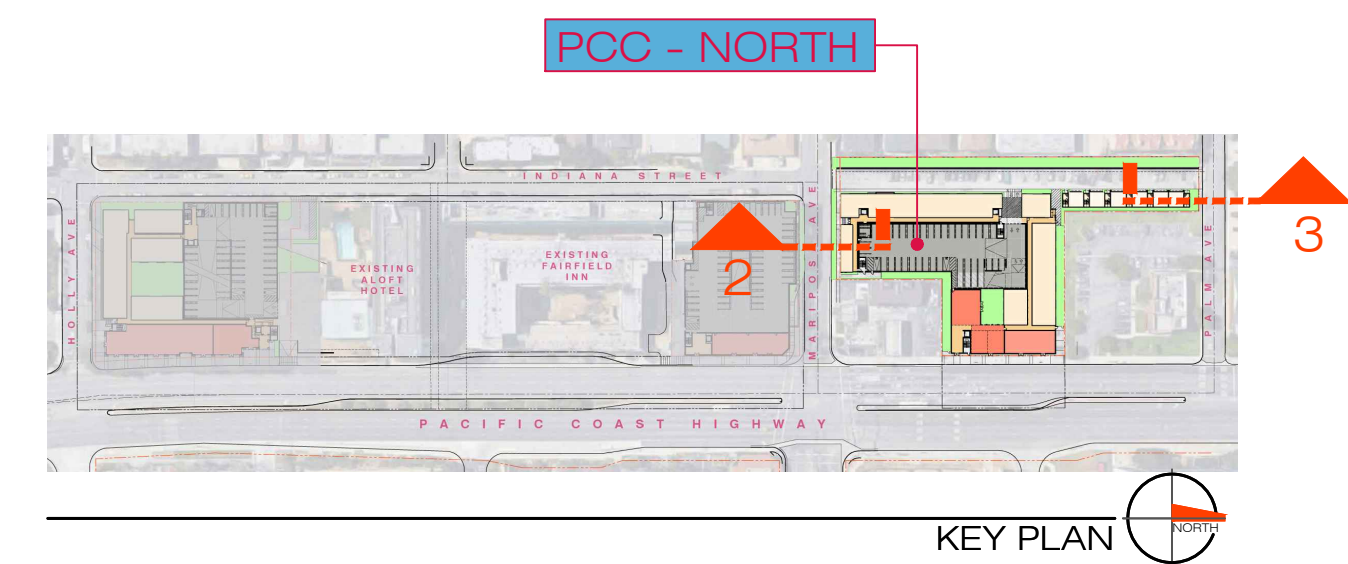 PCC - NORTH
INDIANA STREET
HOLLY AVE
EXISTING
ALOFT
HOTEL
EXISTING
FAIRFIELD
INN
2
MARIPOSA AVE
3
PALM AVE
PACIFIC COAST HIGHWAY
KEY PLAN
NORTH